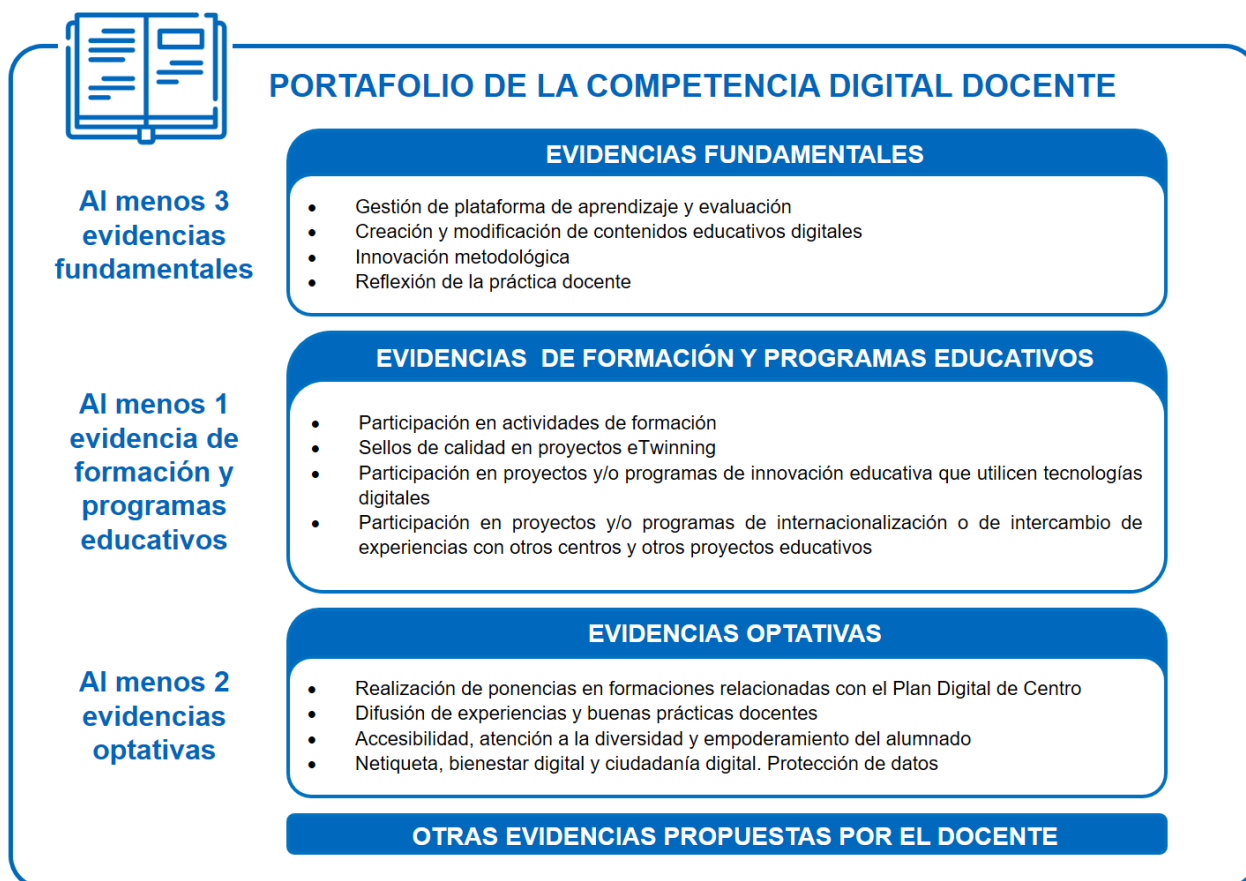 PORTAFOLIO DE LA COMPETENCIA DIGITAL DOCENTE
Al menos 3
evidencias
fundamentales
EVIDENCIAS FUNDAMENTALES
• Gestión de plataforma de aprendizaje y evaluación
• Creación y modificación de contenidos educativos digitales
• Innovación metodológica
• Reflexión de la práctica docente
Al menos 1
evidencia de
formación y
programas
educativos
EVIDENCIAS DE FORMACIÓN Y PROGRAMAS EDUCATIVOS
• Participación en actividades de formación
• Sellos de calidad en proyectos eTwinning
• Participación en proyectos y/o programas de innovación educativa que utilicen tecnologías
digitales
• Participación en proyectos y/o programas de internacionalización o de intercambio de
experiencias con otros centros y otros proyectos educativos
Al menos 2
evidencias
optativas
EVIDENCIAS OPTATIVAS
• Realización de ponencias en formaciones relacionadas con el Plan Digital de Centro
• Difusión de experiencias y buenas prácticas docentes
• Accesibilidad, atención a la diversidad y empoderamiento del alumnado
• Netiqueta, bienestar digital y ciudadanía digital. Protección de datos
OTRAS EVIDENCIAS PROPUESTAS POR EL DOCENTE